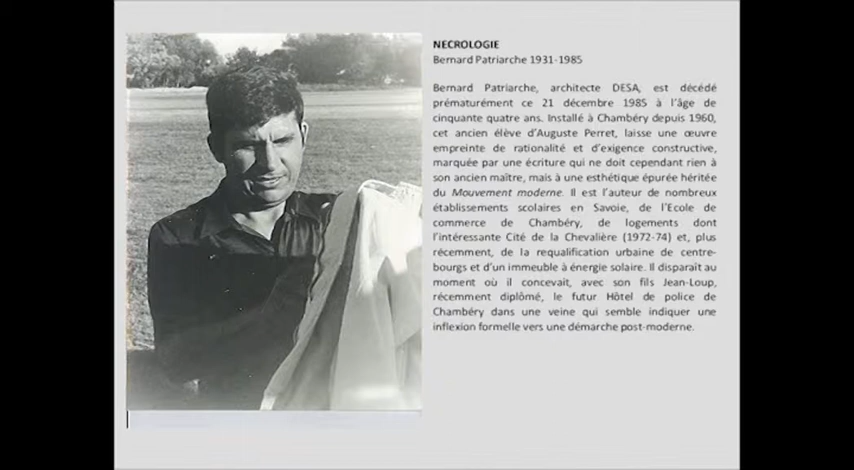 NECROLOGIE
Bernard Patriarche 1931-1985
Bernard Patriarche, architecte DESA, est décédé
prématurément ce 21 décembre 1985 à l'âge de
cinquante quatre ans. Installé à Chambéry depuis 1960,
cet ancien élève d'Auguste Perret, laisse une œuvre
empreinte de rationalité et d'exigence constructive,
marquée par une écriture qui ne doit cependant rien à
son ancien maître, mais à une esthétique épurée héritée
du Mouvement moderne. Il est l'auteur de nombreux
établissements scolaires en Savoie, de l'Ecole de
commerce de Chambéry, de logements dont
l'intéressante Cité de la Chevalière (1972-74) et, plus
récemment, de la requalification urbaine de centre-
bourgs et d'un immeuble à énergie solaire. Il disparaît au
moment où il concevait, avec son fils Jean-Loup,
récemment diplômé, le futur Hôtel de police de
Chambéry dans une veine qui semble indiquer une
inflexion formelle vers une démarche post-moderne.